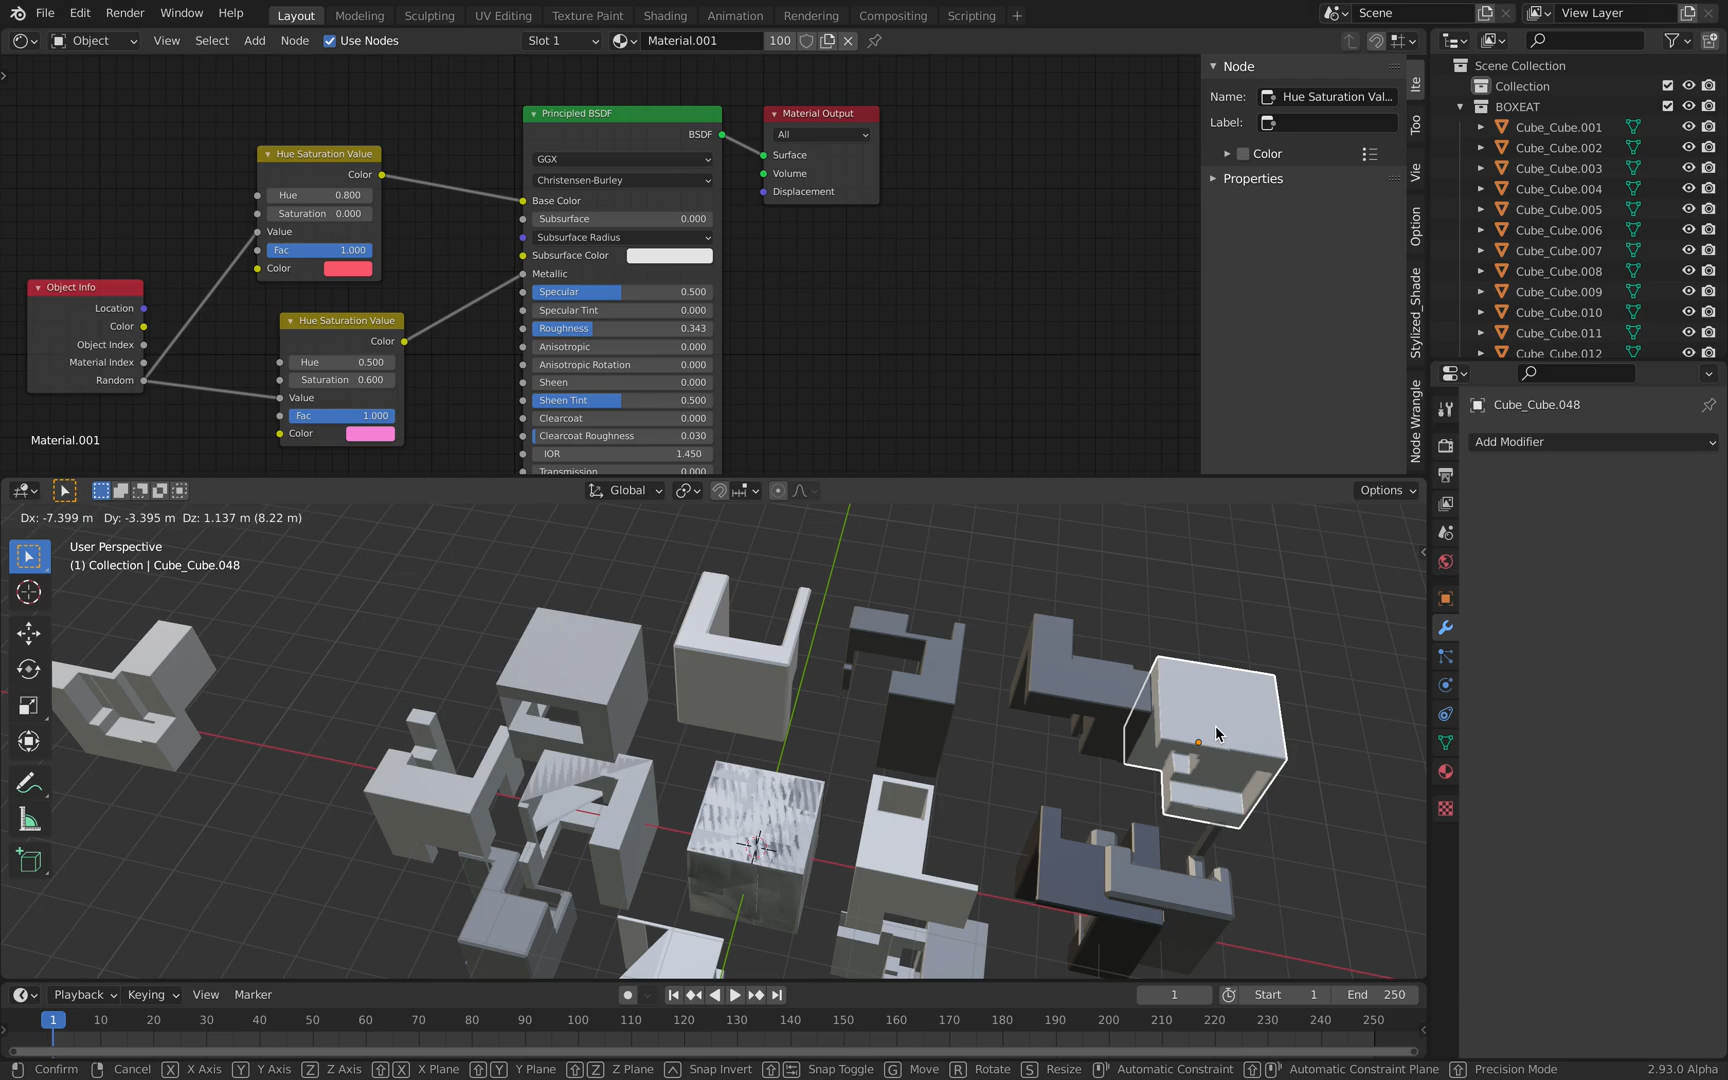 File Edit Render Window Help Layout Modeling Sculpting UV Editing Texture Paint Shading Animation Rendering Compositing Scripting + Scene View Layer
Object View Select Add Node Use Nodes Slot 1 Material.001 100
Node
Name: Hue Saturation Val...
Label:
Color
Properties
Ite
Too
Vie
Option
Stylized_Shade
Node Wrangle
Hue Saturation Value
Color
Hue 0.800
Saturation 0.000
Value
Fac 1.000
Color
Object Info
Location
Color
Object Index
Material Index
Random
Hue Saturation Value
Color
Hue 0.500
Saturation 0.600
Value
Fac 1.000
Color
Material.001
Principled BSDF
BSDF
GGX
Christensen-Burley
Base Color
Subsurface 0.000
Subsurface Radius
Subsurface Color
Metallic
Specular 0.500
Specular Tint 0.000
Roughness 0.343
Anisotropic 0.000
Anisotropic Rotation 0.000
Sheen 0.000
Sheen Tint 0.500
Clearcoat 0.000
Clearcoat Roughness 0.030
IOR 1.450
Transmission 0.000
Material Output
All
Surface
Volume
Displacement
Scene Collection
Collection
BOXEAT
Cube_Cube.001
Cube_Cube.002
Cube_Cube.003
Cube_Cube.004
Cube_Cube.005
Cube_Cube.006
Cube_Cube.007
Cube_Cube.008
Cube_Cube.009
Cube_Cube.010
Cube_Cube.011
Cube_Cube.012
Cube_Cube.048
Add Modifier
Global Options
Dx: -7.399 m Dy: -3.395 m Dz: 1.137 m (8.22 m)
User Perspective
(1) Collection | Cube_Cube.048
Playback Keying View Marker 1 Start 1 End 250
1 10 20 30 40 50 60 70 80 90 100 110 120 130 140 150 160 170 180 190 200 210 220 230 240 250
Confirm Cancel X X Axis Y Y Axis Z Z Axis X X Plane Y Y Plane Z Z Plane Snap Invert Snap Toggle G Move R Rotate S Resize Automatic Constraint Automatic Constraint Plane Precision Mode 2.93.0 Alpha